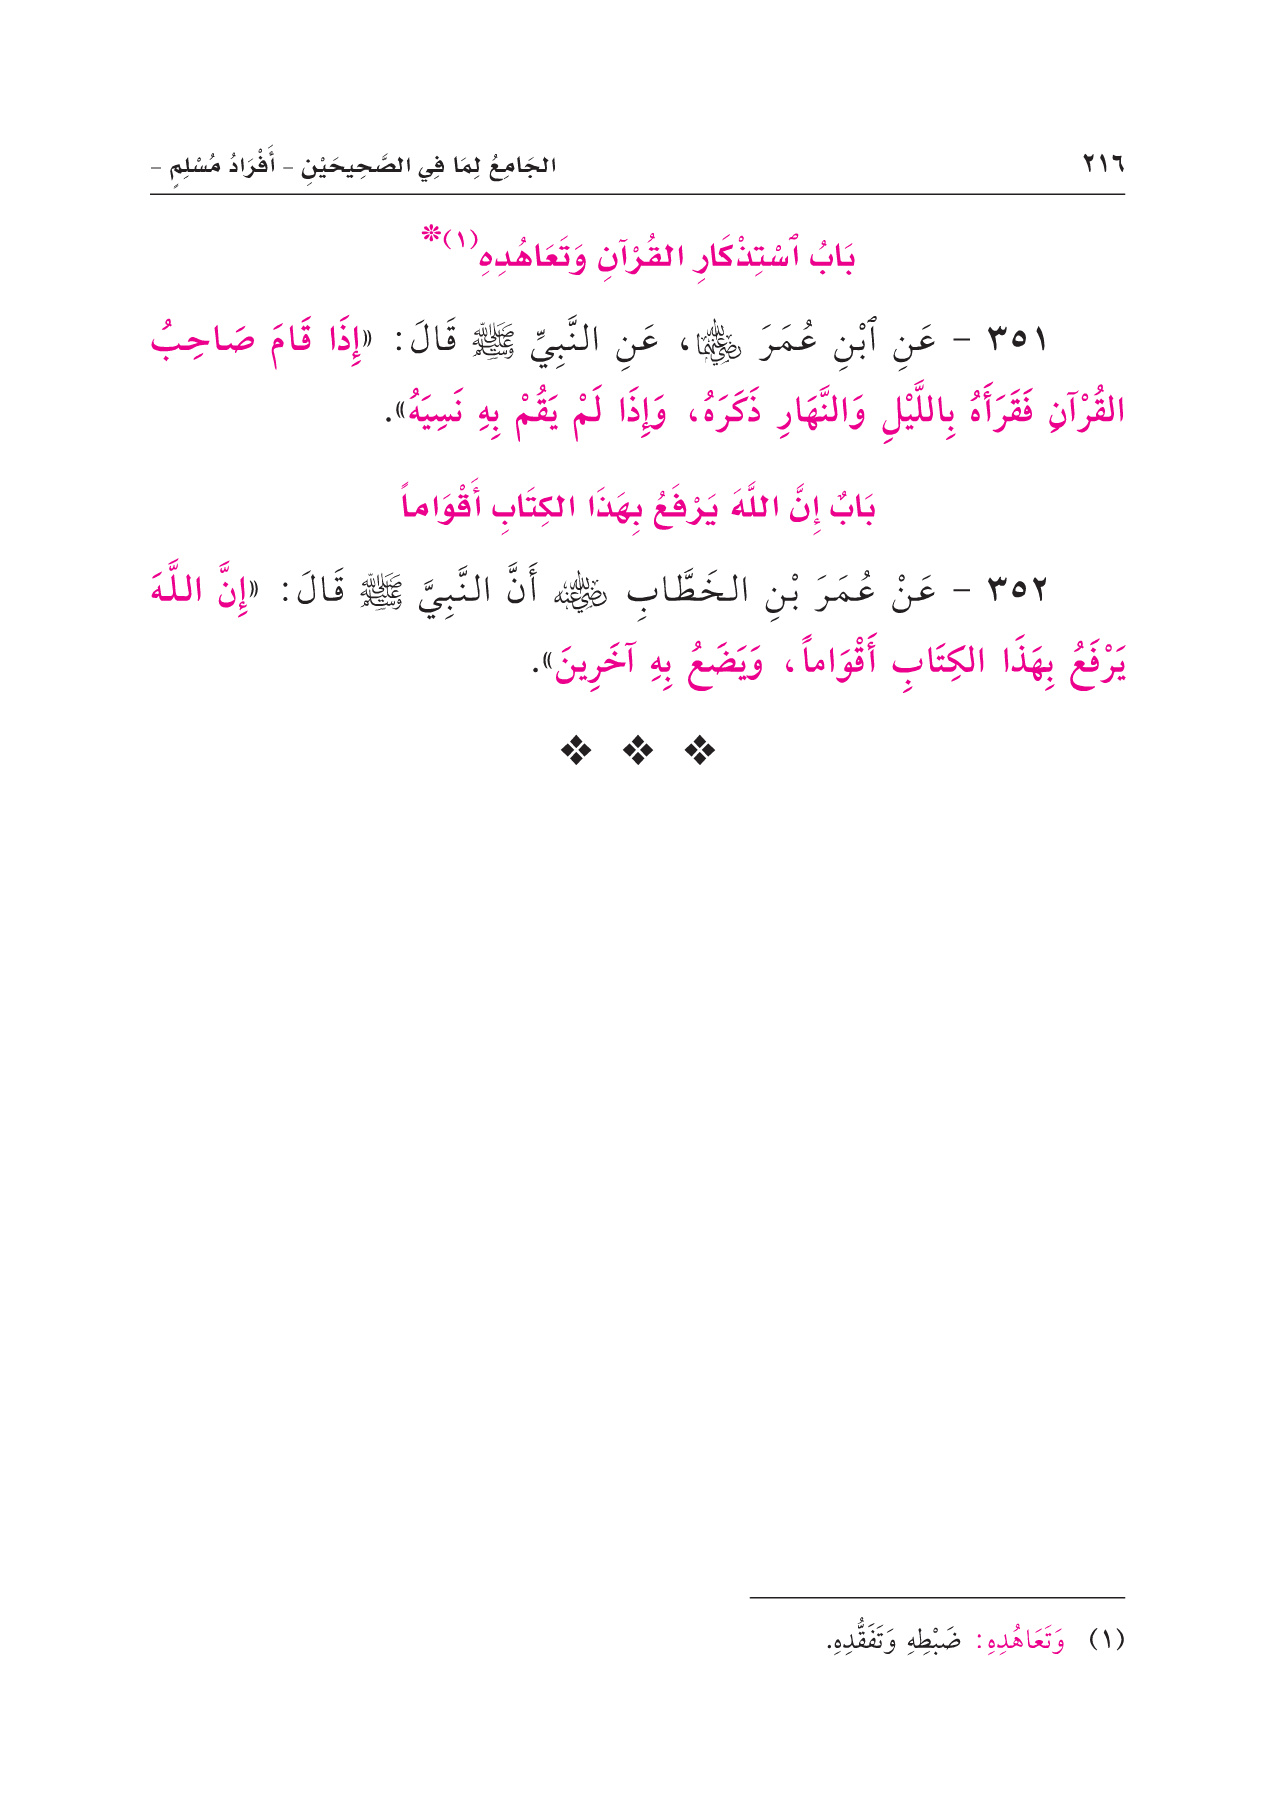 ٢١٦
الجَامِعُ لِمَا فِي الصَّحِيحَيْنِ - أَفْرَادُ مُسْلِمٍ -
بَابُ ٱسْتِذْكَارِ القُرْآنِ وَتَعَاهُدِهِ(١)*
٣٥١ - عَنِ ٱبْنِ عُمَرَ رضي الله عنهما، عَنِ النَّبِيِّ ﷺ قَالَ: «إِذَا قَامَ صَاحِبُ
القُرْآنِ فَقَرَأَهُ بِاللَّيْلِ وَالنَّهَارِ ذَكَرَهُ، وَإِذَا لَمْ يَقُمْ بِهِ نَسِيَهُ».
بَابٌ إِنَّ اللَّهَ يَرْفَعُ بِهَذَا الكِتَابِ أَقْوَاماً
٣٥٢ - عَنْ عُمَرَ بْنِ الخَطَّابِ رضي الله عنه أَنَّ النَّبِيَّ ﷺ قَالَ: «إِنَّ اللَّهَ
يَرْفَعُ بِهَذَا الكِتَابِ أَقْوَاماً، وَيَضَعُ بِهِ آخَرِينَ».
(١) وَتَعَاهُدِهِ: ضَبْطِهِ وَتَفَقُّدِهِ.